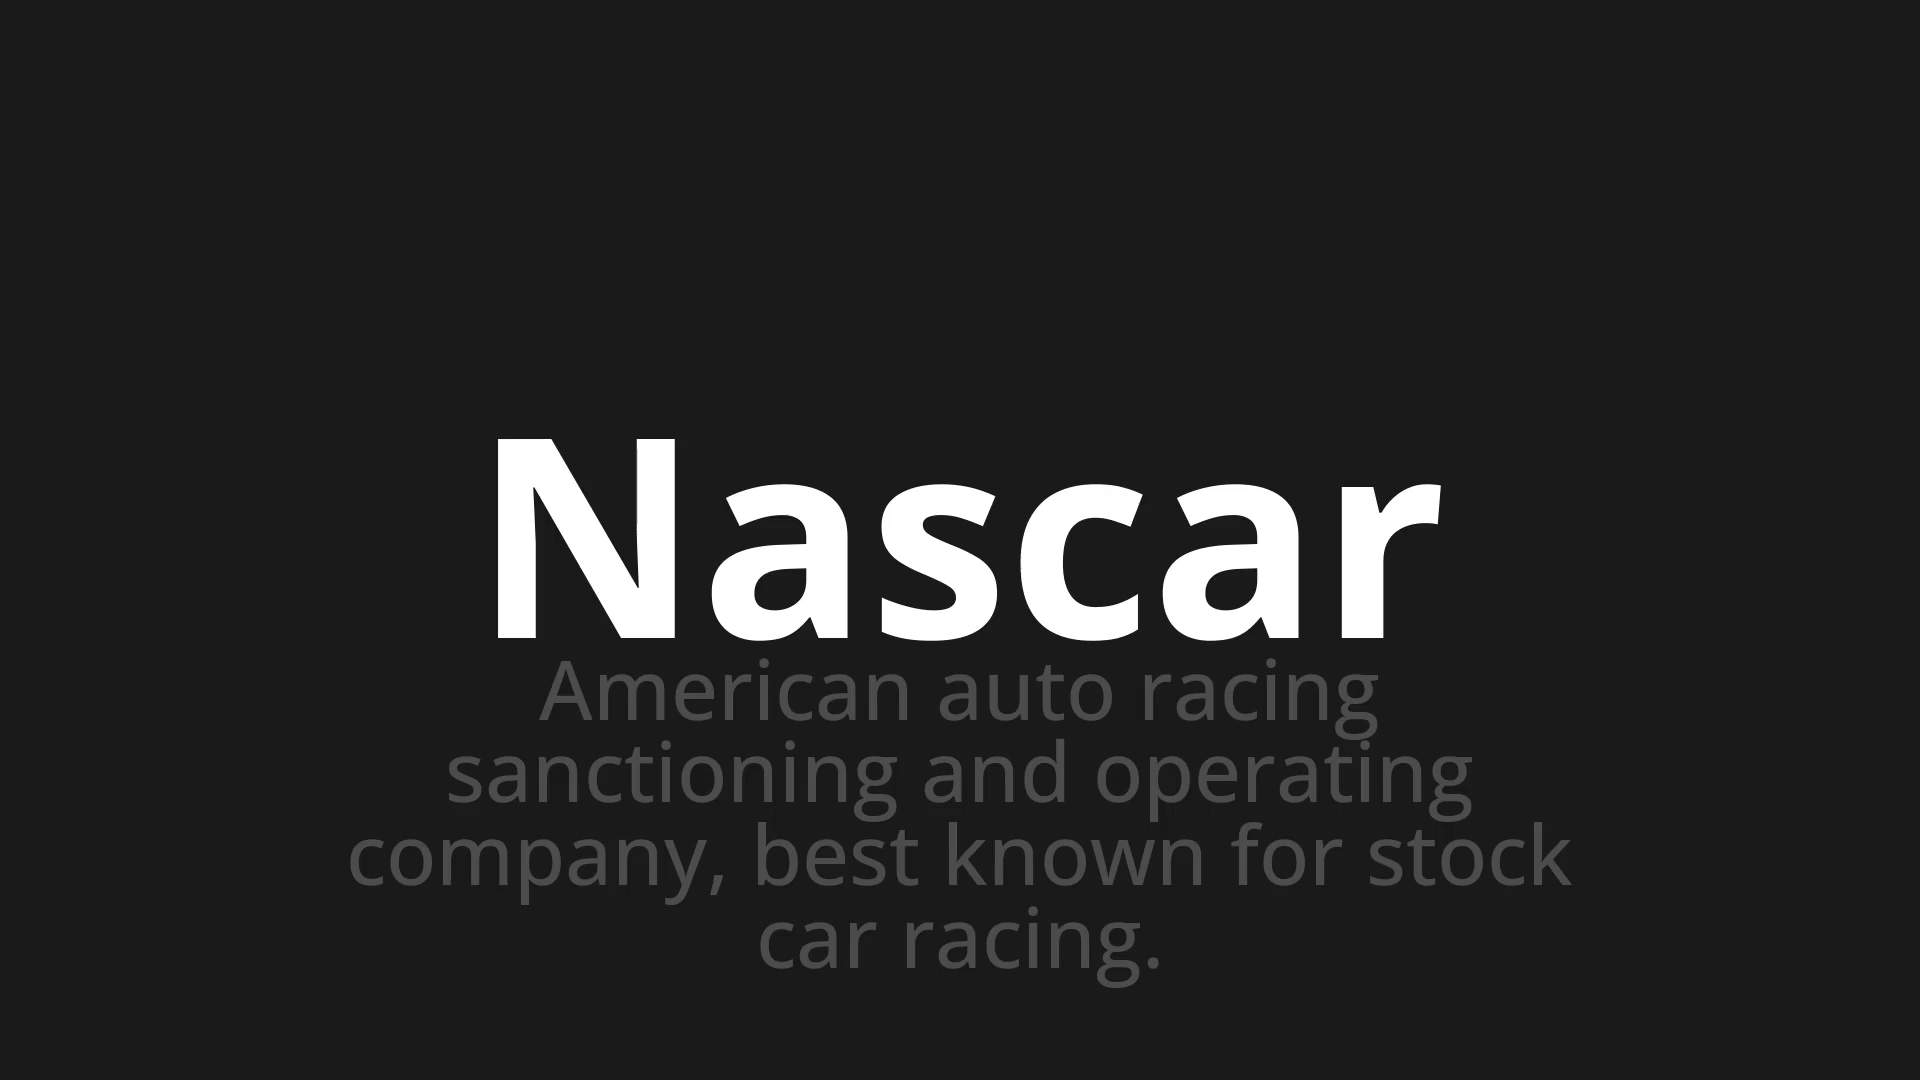 Nascar
American auto racing
sanctioning and operating
company, best known for stock
car racing.